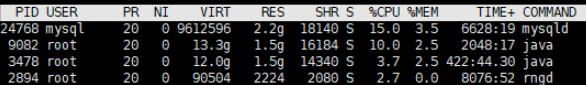 PID USER PR NI VIRT RES SHR S %CPU %MEM TIME+ COMMAND
24768 mysql 20 0 9612596 2.2g 18140 S 15.0 3.5 6628:19 mysqld
9082 root 20 0 13.3g 1.5g 16184 S 10.0 2.5 2048:17 java
3478 root 20 0 12.0g 1.5g 14340 S 3.7 2.5 422:44.30 java
2894 root 20 0 90504 2224 2080 S 2.7 0.0 8076:52 rngd